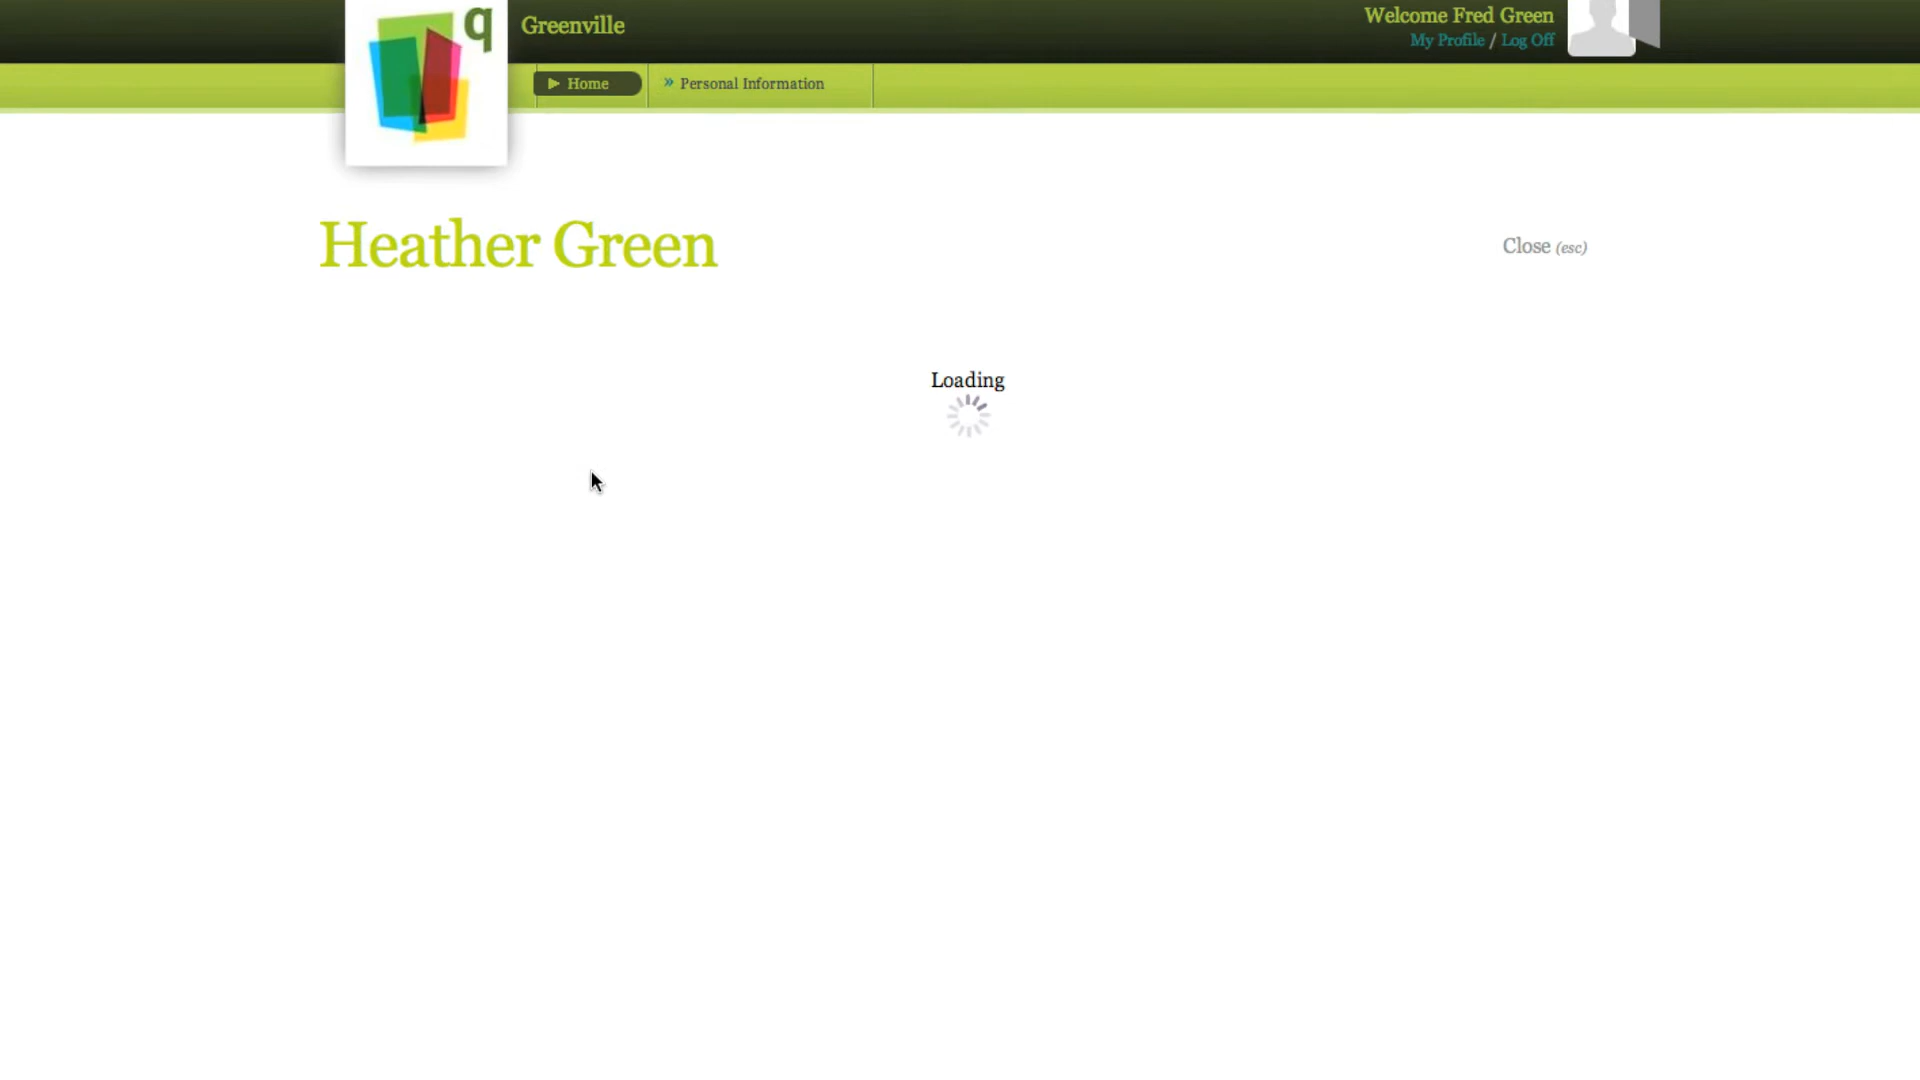 q
Greenville
Welcome Fred Green
My Profile / Log Off
Home
» Personal Information
Heather Green
Close (esc)
Loading